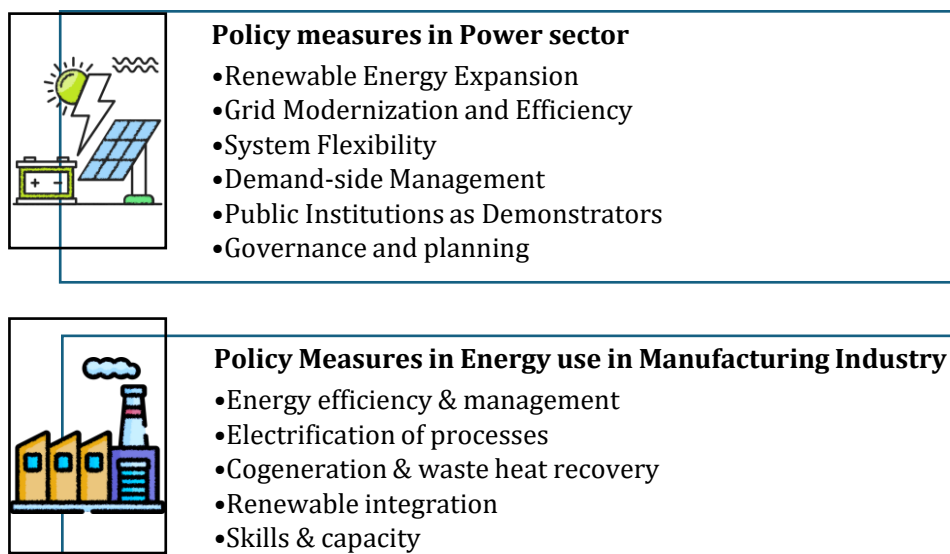 Policy measures in Power sector
•Renewable Energy Expansion
•Grid Modernization and Efficiency
•System Flexibility
•Demand-side Management
•Public Institutions as Demonstrators
•Governance and planning
Policy Measures in Energy use in Manufacturing Industry
•Energy efficiency & management
•Electrification of processes
•Cogeneration & waste heat recovery
•Renewable integration
•Skills & capacity